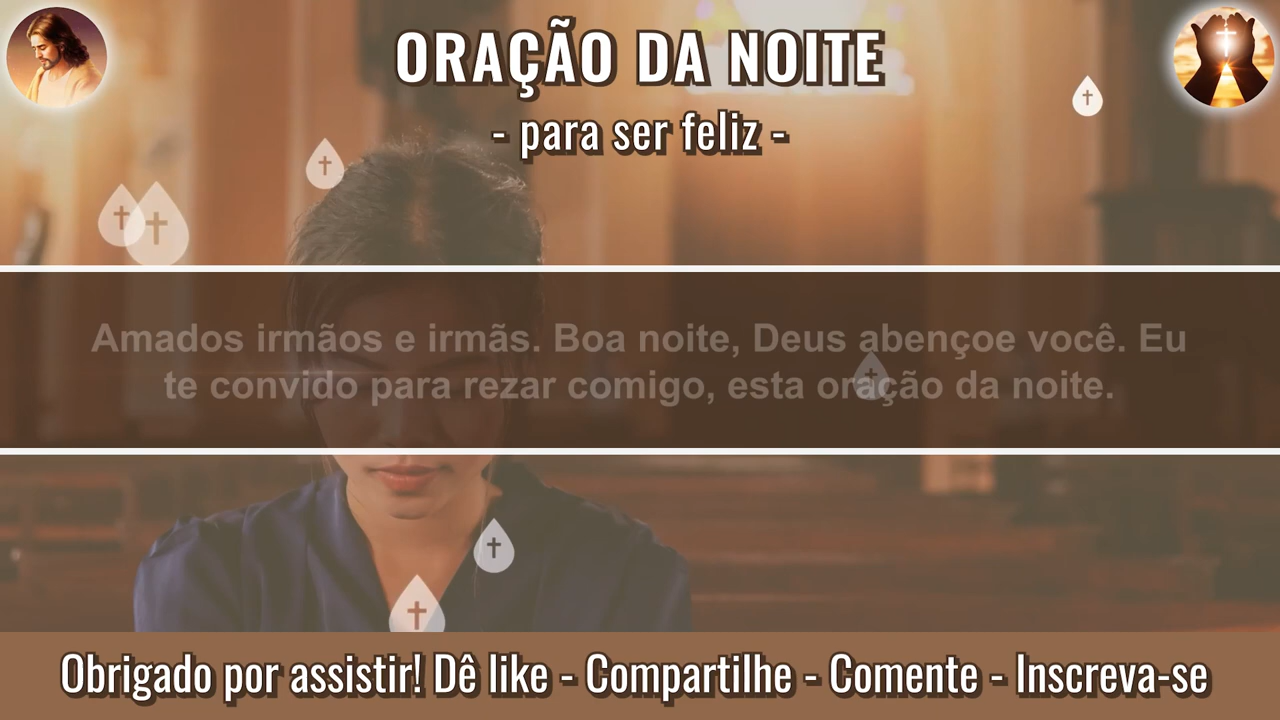 ORAÇÃO DA NOITE
- para ser feliz -
Amados irmãos e irmãs. Boa noite, Deus abençoe você. Eu
te convido para rezar comigo, esta oração da noite.
Obrigado por assistir! Dê like - Compartilhe - Comente - Inscreva-se